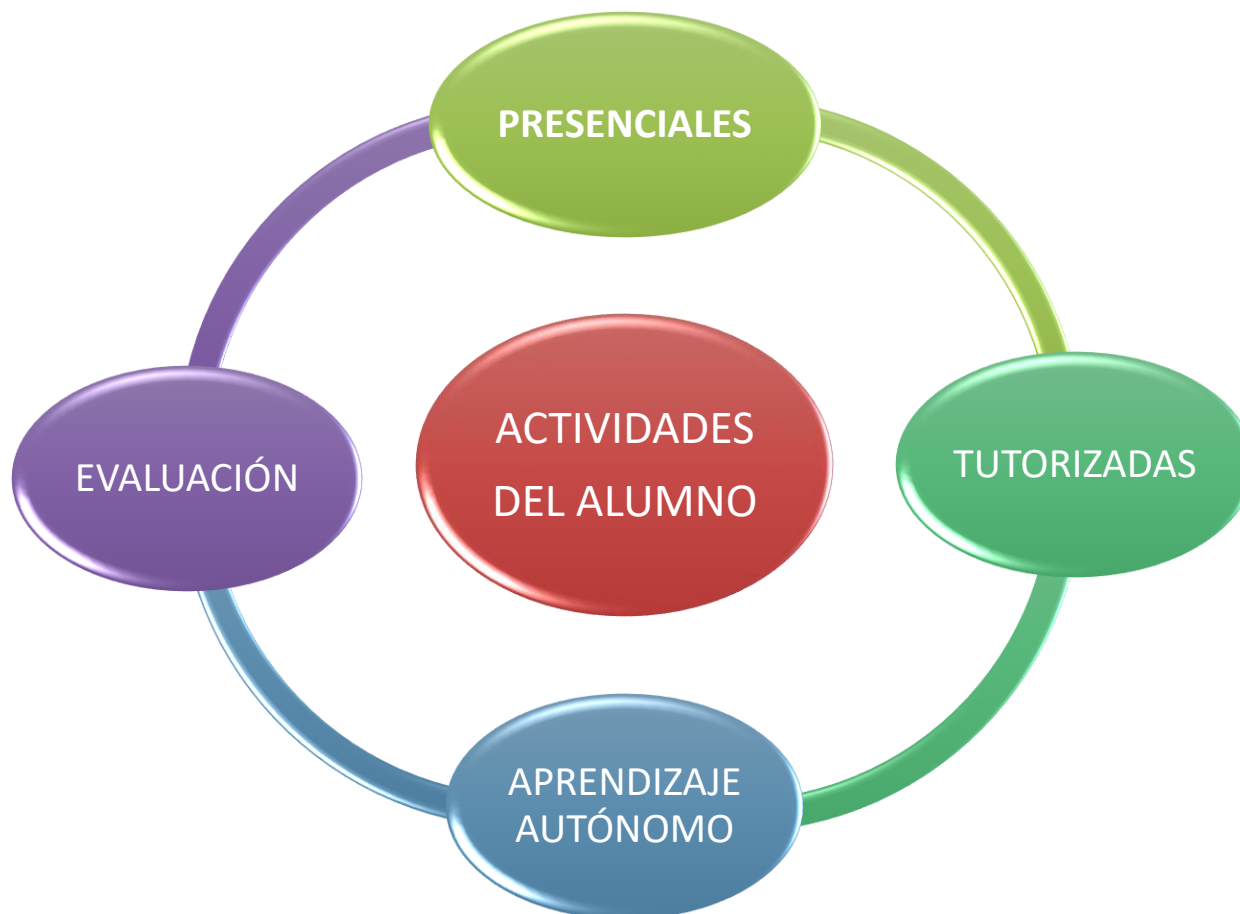 PRESENCIALES
ACTIVIDADES
DEL ALUMNO
EVALUACIÓN
TUTORIZADAS
APRENDIZAJE
AUTÓNOMO